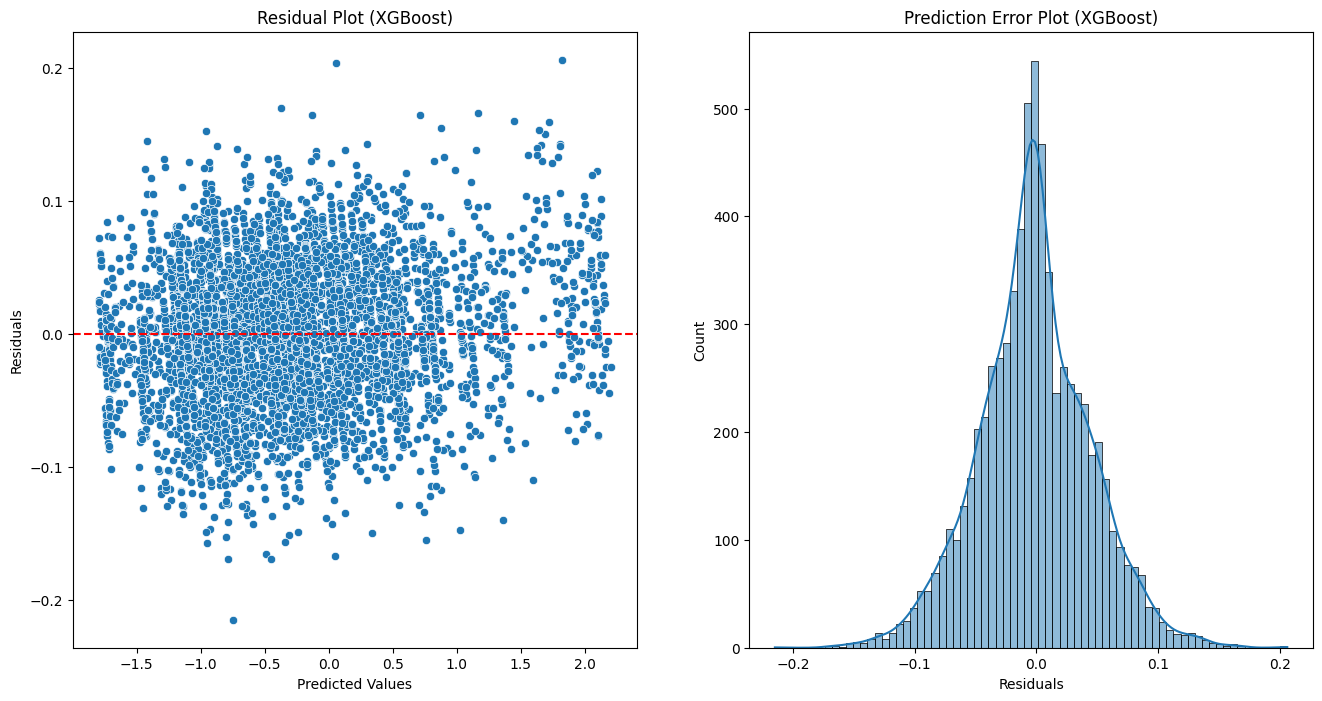 Residual Plot (XGBoost)
Residuals
0.2
0.1
0.0
−0.1
−0.2
−1.5 −1.0 −0.5 0.0 0.5 1.0 1.5 2.0
Predicted Values
Prediction Error Plot (XGBoost)
Count
500
400
300
200
100
0
−0.2 −0.1 0.0 0.1 0.2
Residuals